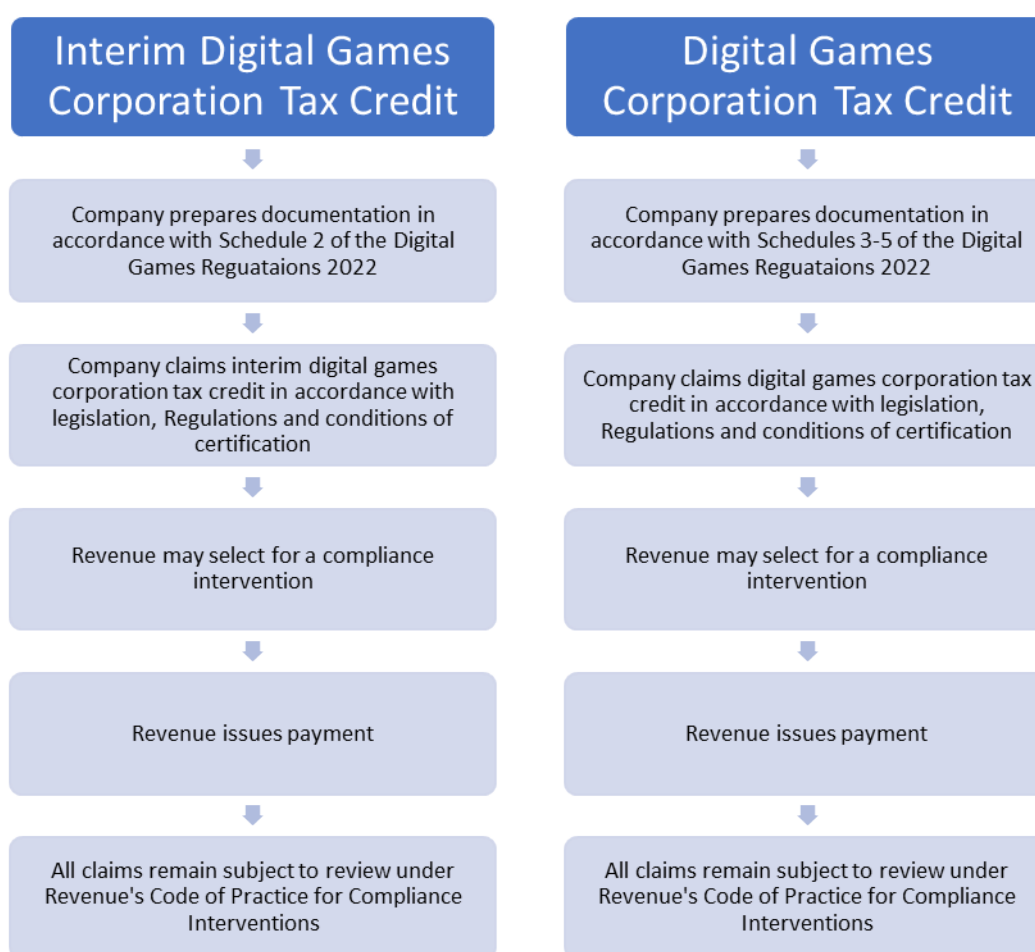 Interim Digital Games
Corporation Tax Credit
Company prepares documentation in
accordance with Schedule 2 of the Digital
Games Reguataions 2022
Company claims interim digital games
corporation tax credit in accordance with
legislation, Regulations and conditions of
certification
Revenue may select for a compliance
intervention
Revenue issues payment
All claims remain subject to review under
Revenue's Code of Practice for Compliance
Interventions
Digital Games
Corporation Tax Credit
Company prepares documentation in
accordance with Schedules 3-5 of the Digital
Games Reguataions 2022
Company claims digital games corporation tax
credit in accordance with legislation,
Regulations and conditions of certification
Revenue may select for a compliance
intervention
Revenue issues payment
All claims remain subject to review under
Revenue's Code of Practice for Compliance
Interventions